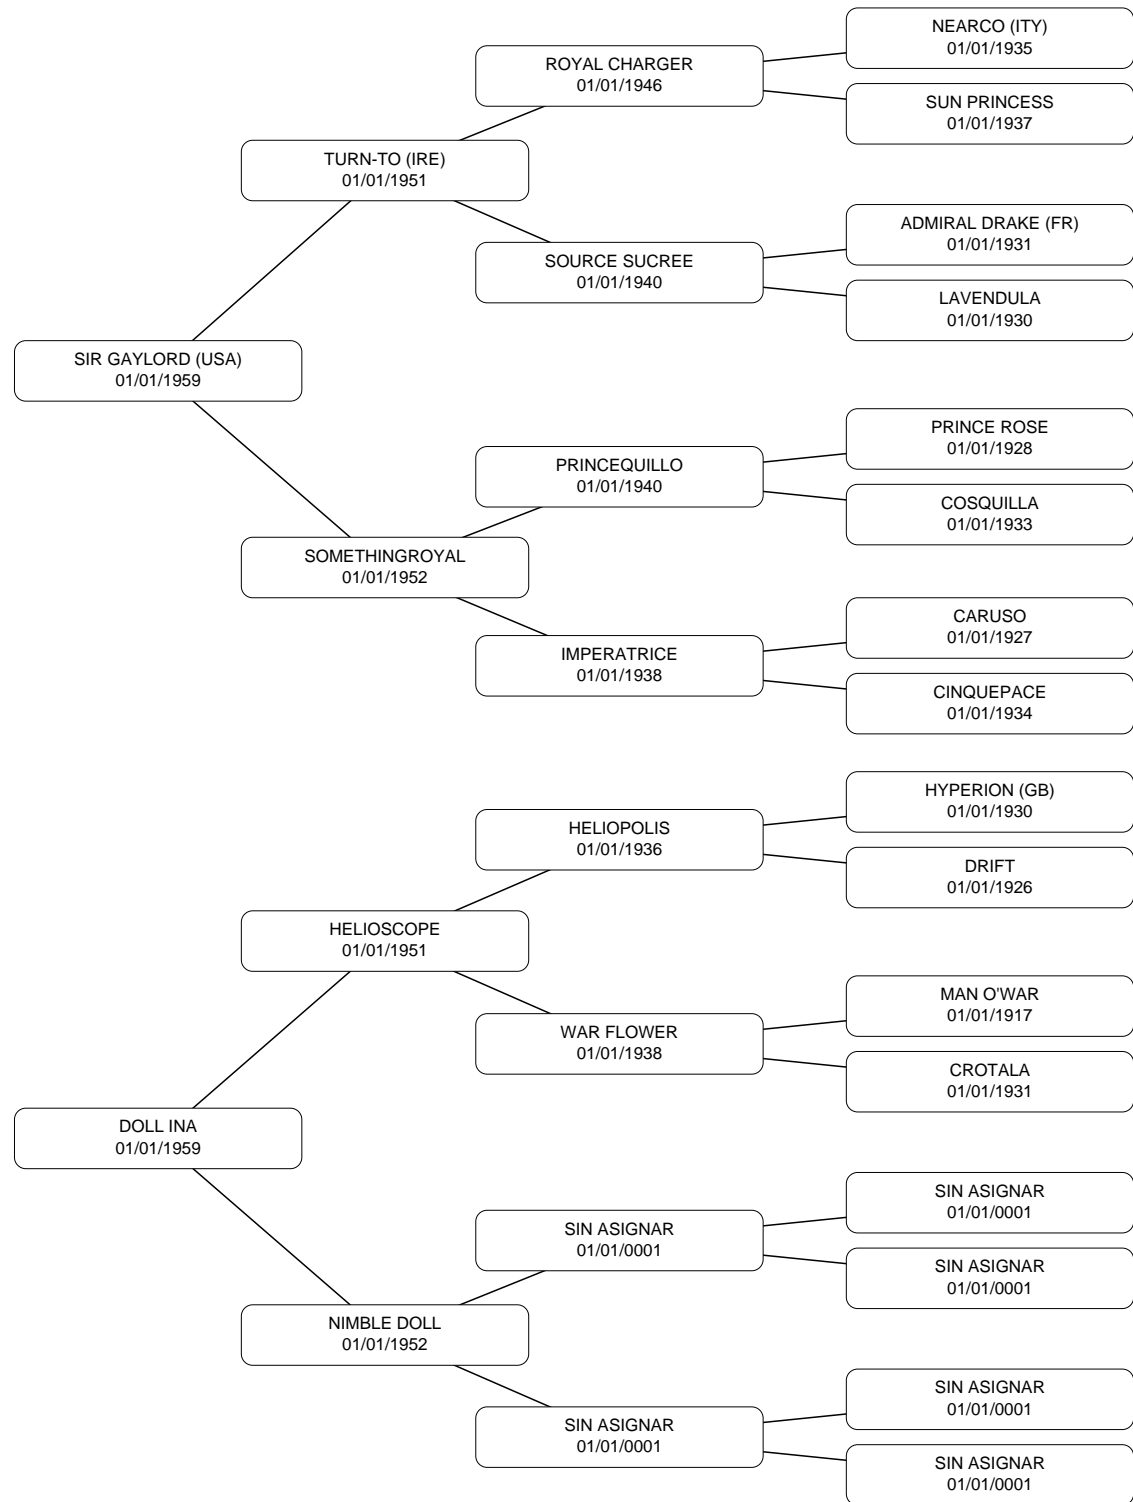 NEARCO (ITY)
01/01/1935
ROYAL CHARGER
01/01/1946
SUN PRINCESS
01/01/1937
TURN-TO (IRE)
01/01/1951
ADMIRAL DRAKE (FR)
01/01/1931
SOURCE SUCREE
01/01/1940
LAVENDULA
01/01/1930
SIR GAYLORD (USA)
01/01/1959
PRINCE ROSE
01/01/1928
PRINCEQUILLO
01/01/1940
COSQUILLA
01/01/1933
SOMETHINGROYAL
01/01/1952
CARUSO
01/01/1927
IMPERATRICE
01/01/1938
CINQUEPACE
01/01/1934
HYPERION (GB)
01/01/1930
HELIOPOLIS
01/01/1936
DRIFT
01/01/1926
HELIOSCOPE
01/01/1951
MAN O'WAR
01/01/1917
WAR FLOWER
01/01/1938
CROTALA
01/01/1931
DOLL INA
01/01/1959
SIN ASIGNAR
01/01/0001
SIN ASIGNAR
01/01/0001
SIN ASIGNAR
01/01/0001
NIMBLE DOLL
01/01/1952
SIN ASIGNAR
01/01/0001
SIN ASIGNAR
01/01/0001
SIN ASIGNAR
01/01/0001